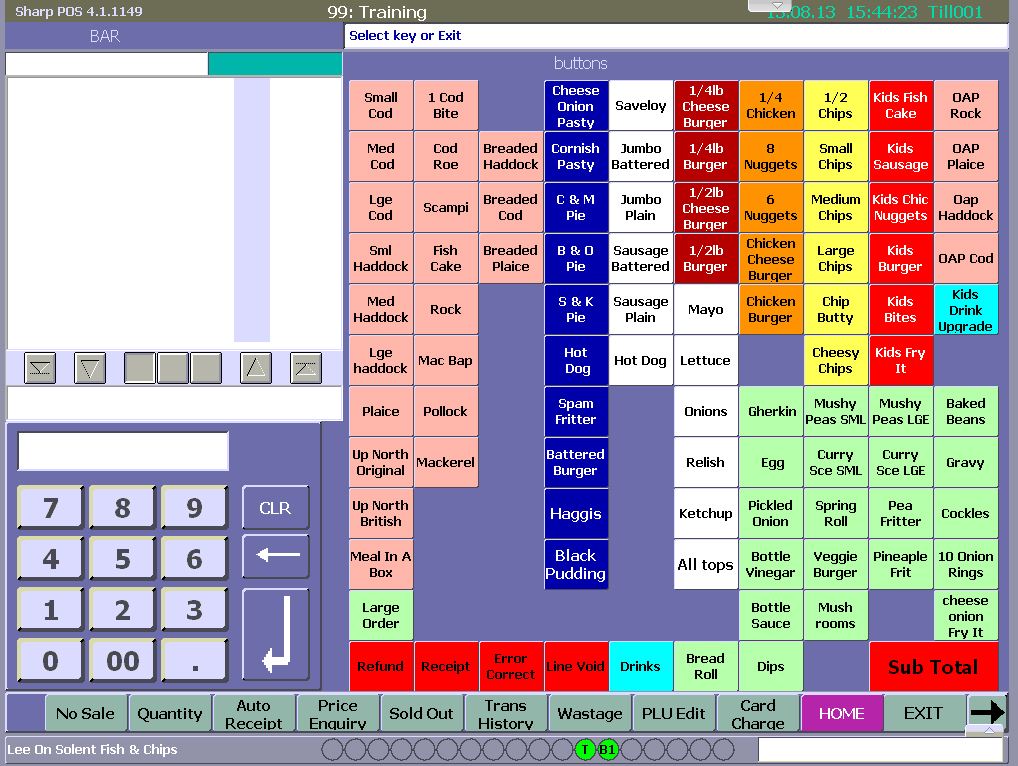 Sharp POS 4.1.1149
99: Training
13.08.13 15:44:23 Till001
BAR
Select key or Exit
buttons
Small
Cod
1 Cod
Bite
Cheese
Onion
Pasty
Saveloy
1/4lb
Cheese
Burger
1/4
Chicken
1/2
Chips
Kids Fish
Cake
OAP
Rock
Med
Cod
Cod
Roe
Breaded
Haddock
Cornish
Pasty
Jumbo
Battered
1/4lb
Burger
8
Nuggets
Small
Chips
Kids
Sausage
OAP
Plaice
Lge
Cod
Scampi
Breaded
Cod
C & M
Pie
Jumbo
Plain
1/2lb
Cheese
Burger
6
Nuggets
Medium
Chips
Kids Chic
Nuggets
Oap
Haddock
Sml
Haddock
Fish
Cake
Breaded
Plaice
B & O
Pie
Sausage
Battered
1/2lb
Burger
Chicken
Cheese
Burger
Large
Chips
Kids
Burger
OAP Cod
Med
Haddock
Rock
S & K
Pie
Sausage
Plain
Mayo
Chicken
Burger
Chip
Butty
Kids
Bites
Kids
Drink
Upgrade
Lge
haddock
Mac Bap
Hot
Dog
Hot Dog
Lettuce
Cheesy
Chips
Kids Fry
It
Plaice
Pollock
Spam
Fritter
Onions
Gherkin
Mushy
Peas SML
Mushy
Peas LGE
Baked
Beans
Up North
Original
Mackerel
Battered
Burger
Relish
Egg
Curry
Sce SML
Curry
Sce LGE
Gravy
Up North
British
Haggis
Ketchup
Pickled
Onion
Spring
Roll
Pea
Fritter
Cockles
Meal In A
Box
Black
Pudding
All tops
Bottle
Vinegar
Veggie
Burger
Pineaple
Frit
10 Onion
Rings
Large
Order
Bottle
Sauce
Mush
rooms
cheese
onion
Fry It
Refund
Receipt
Error
Correct
Line Void
Drinks
Bread
Roll
Dips
Sub Total
7 8 9 CLR
4 5 6
1 2 3
0 00 .
No Sale
Quantity
Auto
Receipt
Price
Enquiry
Sold Out
Trans
History
Wastage
PLU Edit
Card
Charge
HOME
EXIT
Lee On Solent Fish & Chips
T B1